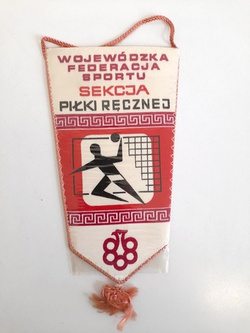 WOJEWÓDZKA
FEDERACJA
SPORTU
SEKCJA
PIŁKI RĘCZNEJ